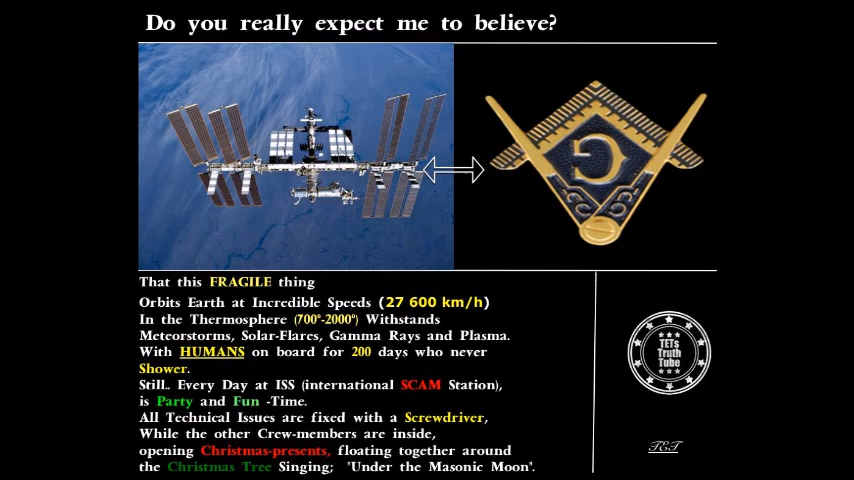 Do you really expect me to believe?
That this FRAGILE thing
Orbits Earth at Incredible Speeds (27 600 km/h)
In the Thermosphere (700°-2000°) Withstands
Meteorstorms, Solar-Flares, Gamma Rays and Plasma.
With HUMANS on board for 200 days who never
Shower.
Still.. Every Day at ISS (international SCAM Station),
is Party and Fun -Time.
All Technical Issues are fixed with a Screwdriver,
While the other Crew-members are inside,
opening Christmas-presents, floating together around
the Christmas Tree Singing; "Under the Masonic Moon".
TETs
Truth
Tube
TET